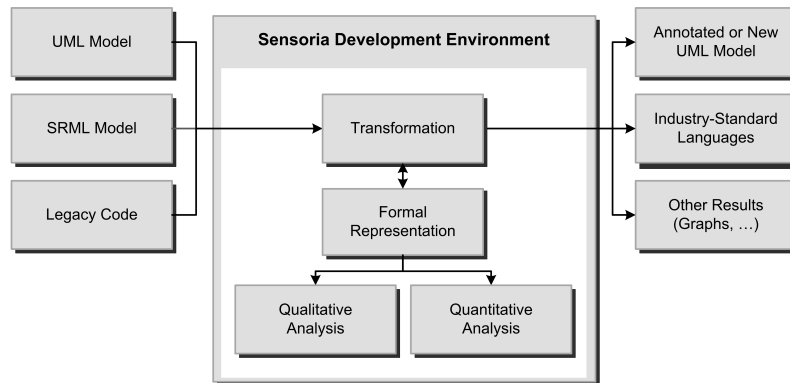 UML Model
SRML Model
Legacy Code
Sensoria Development Environment
Transformation
Formal
Representation
Qualitative
Analysis
Quantitative
Analysis
Annotated or New
UML Model
Industry-Standard
Languages
Other Results
(Graphs, …)